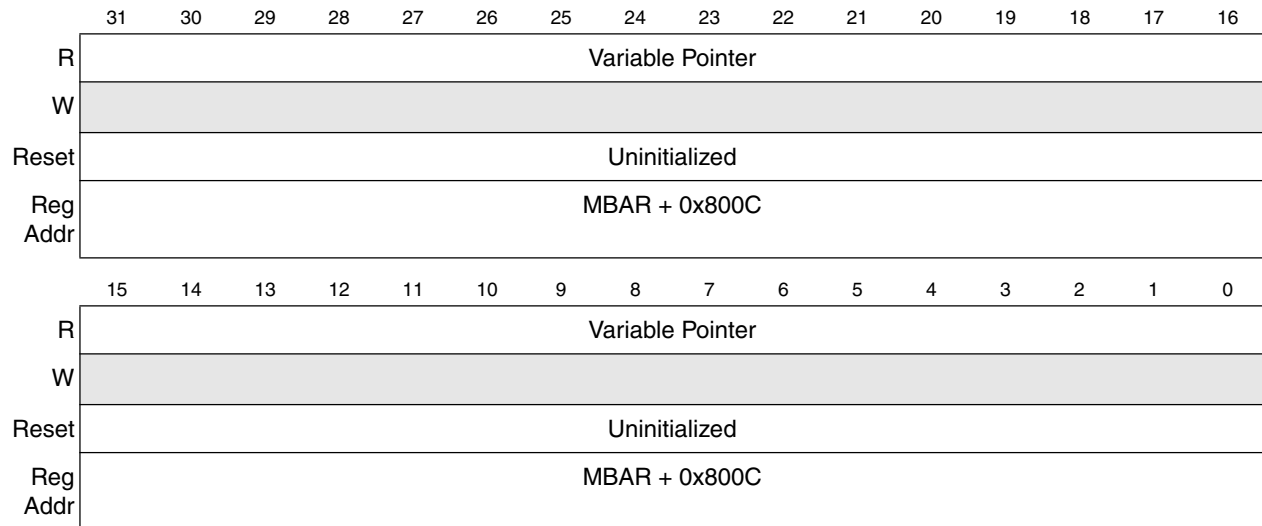 31 30 29 28 27 26 25 24 23 22 21 20 19 18 17 16
R Variable Pointer
W
Reset Uninitialized
Reg MBAR + 0x800C
Addr
15 14 13 12 11 10 9 8 7 6 5 4 3 2 1 0
R Variable Pointer
W
Reset Uninitialized
Reg MBAR + 0x800C
Addr